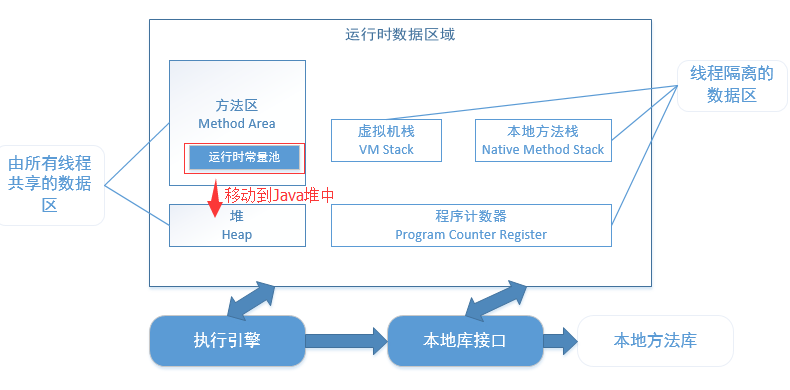 运行时数据区域
线程隔离的
数据区
方法区
Method Area
运行时常量池
虚拟机栈
VM Stack
本地方法栈
Native Method Stack
由所有线程
共享的数据
区
移动到Java堆中
堆
Heap
程序计数器
Program Counter Register
执行引擎
本地库接口
本地方法库